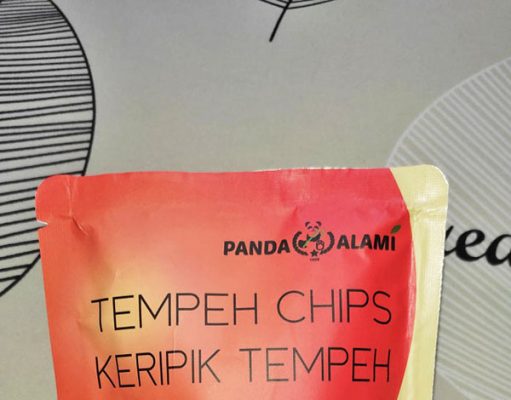 PANDA ALAMI
TEMPEH CHIPS
KERIPIK TEMPEH